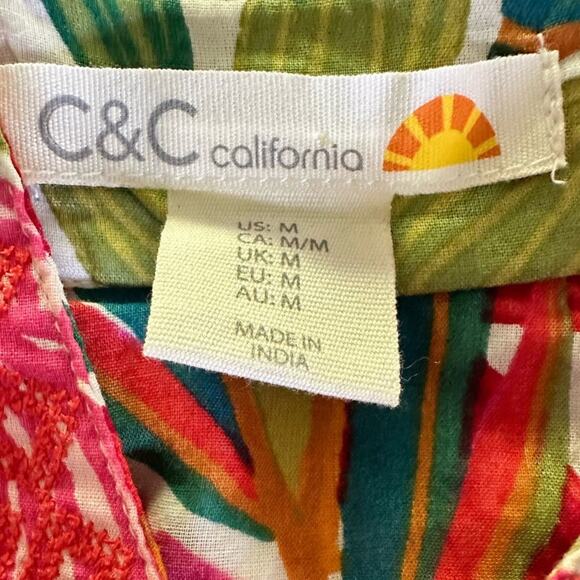 C&C california
US: M
CA: M/M
UK: M
EU: M
AU: M
MADE IN
INDIA